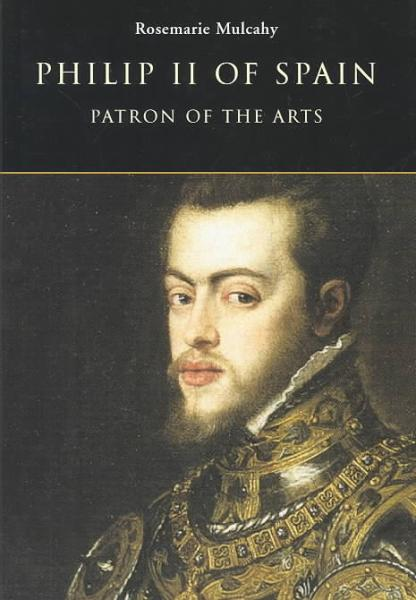 Rosemarie Mulcahy
PHILIP II OF SPAIN
PATRON OF THE ARTS